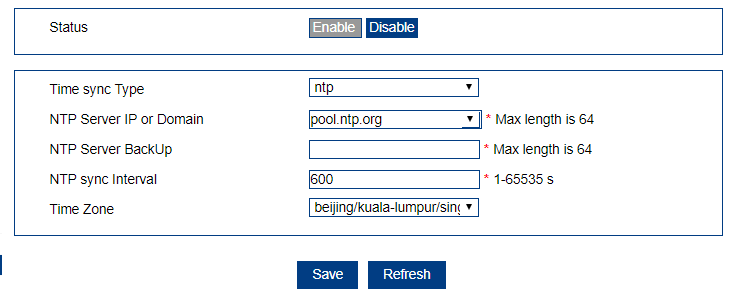 Status Enable Disable
Time sync Type ntp
NTP Server IP or Domain pool.ntp.org * Max length is 64
NTP Server BackUp * Max length is 64
NTP sync Interval 600 * 1-65535 s
Time Zone beijing/kuala-lumpur/sing
Save Refresh